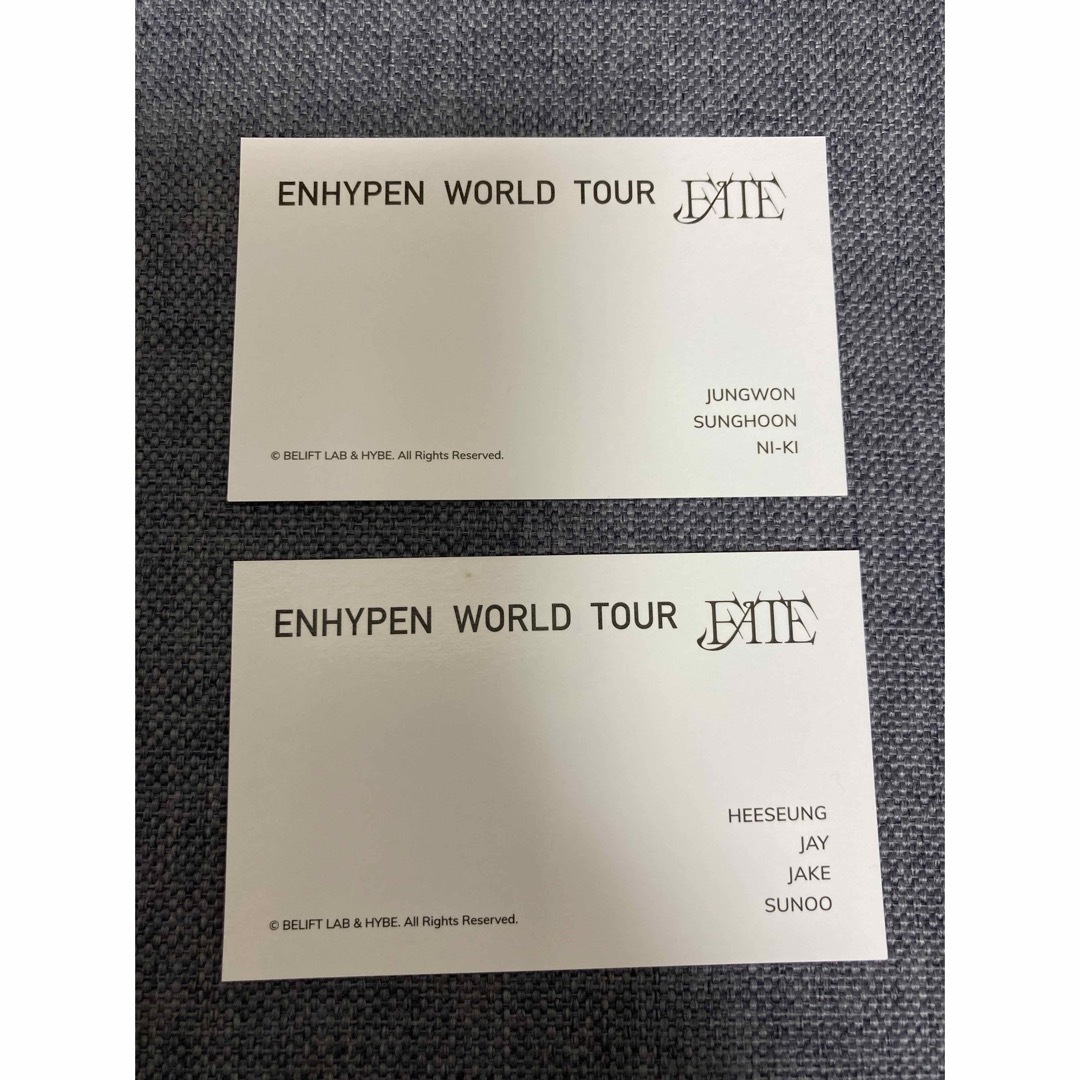 ENHYPEN WORLD TOUR FATE
JUNGWON
SUNGHOON
NI-KI
© BELIFT LAB & HYBE. All Rights Reserved.
ENHYPEN WORLD TOUR FATE
HEESEUNG
JAY
JAKE
SUNOO
© BELIFT LAB & HYBE. All Rights Reserved.